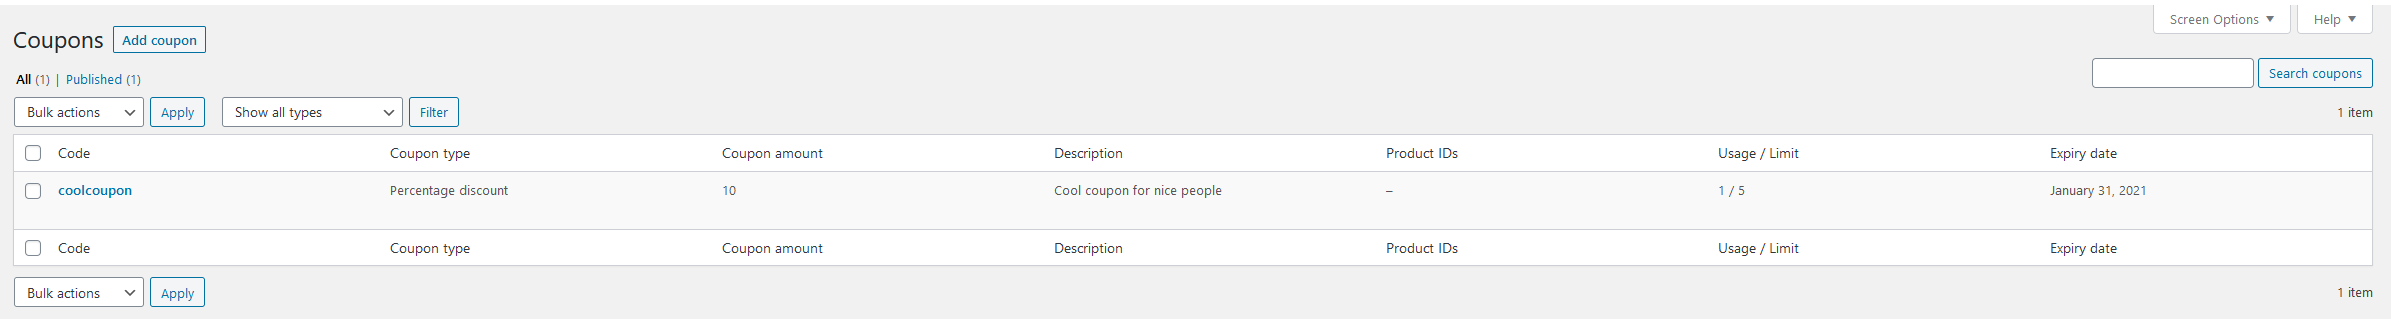 Screen Options ▼ Help ▼
Coupons Add coupon
All (1) | Published (1)
Search coupons
Bulk actions Apply Show all types Filter 1 item
Code Coupon type Coupon amount Description Product IDs Usage / Limit Expiry date
coolcoupon Percentage discount 10 Cool coupon for nice people – 1 / 5 January 31, 2021
Code Coupon type Coupon amount Description Product IDs Usage / Limit Expiry date
Bulk actions Apply 1 item